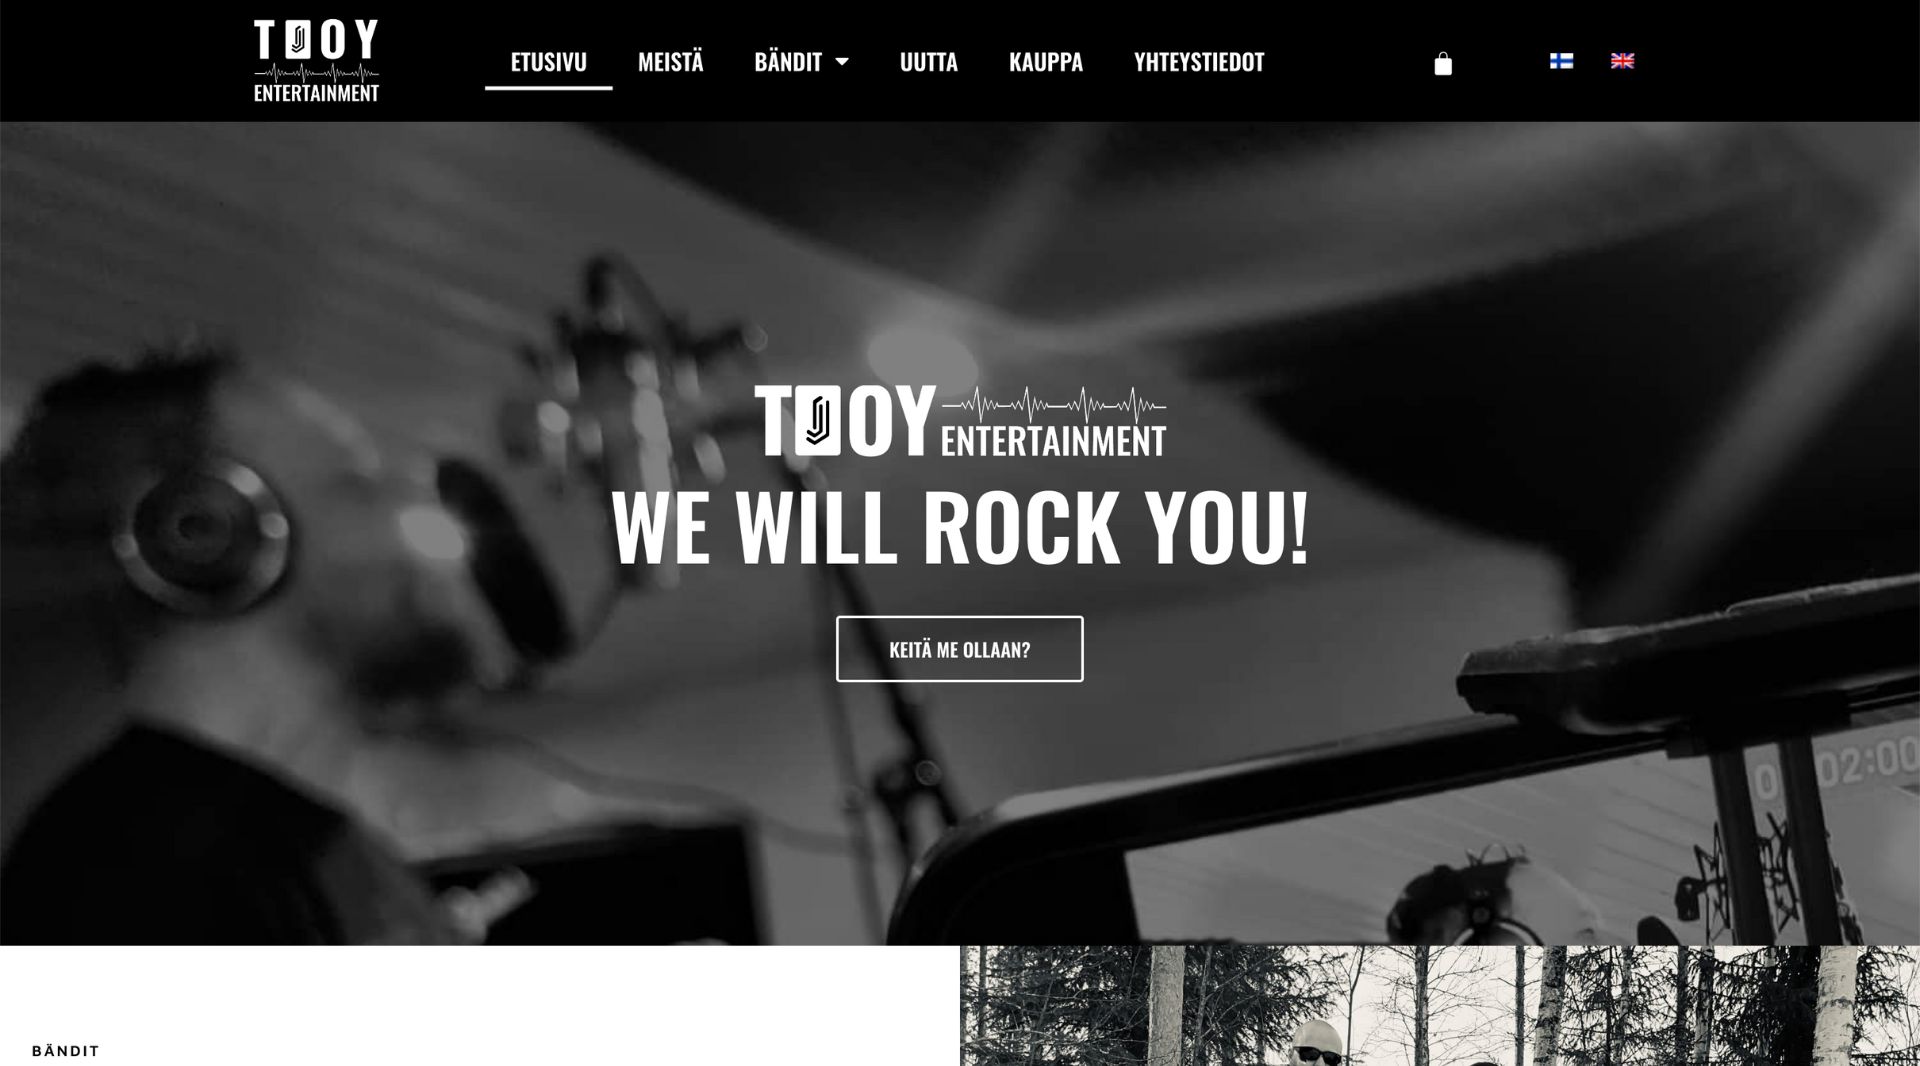 TJOY
ENTERTAINMENT
ETUSIVU MEISTÄ BÄNDIT UUTTA KAUPPA YHTEYSTIEDOT
TJOY ENTERTAINMENT
WE WILL ROCK YOU!
KEITÄ ME OLLAAN?
02:00
BÄNDIT